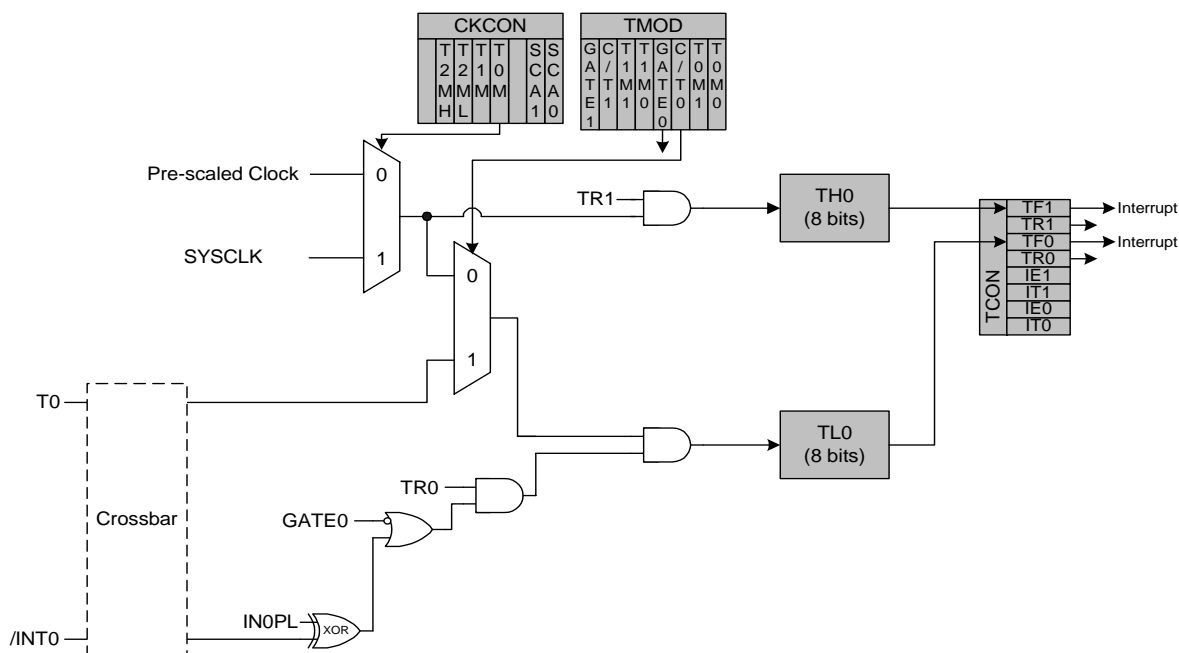 CKCON
T2MH
T2ML
T1M
T0M
SCA1
SCA0
TMOD
GATE1
C/T1
T1M1
T1M0
GATE0
C/T0
T0M1
T0M0
Pre-scaled Clock
0
SYSCLK
1
TR1
TH0
(8 bits)
TCON
TF1
TR1
TF0
TR0
IE1
IT1
IE0
IT0
Interrupt
Interrupt
0
1
T0
Crossbar
/INT0
TL0
(8 bits)
TR0
GATE0
IN0PL
XOR